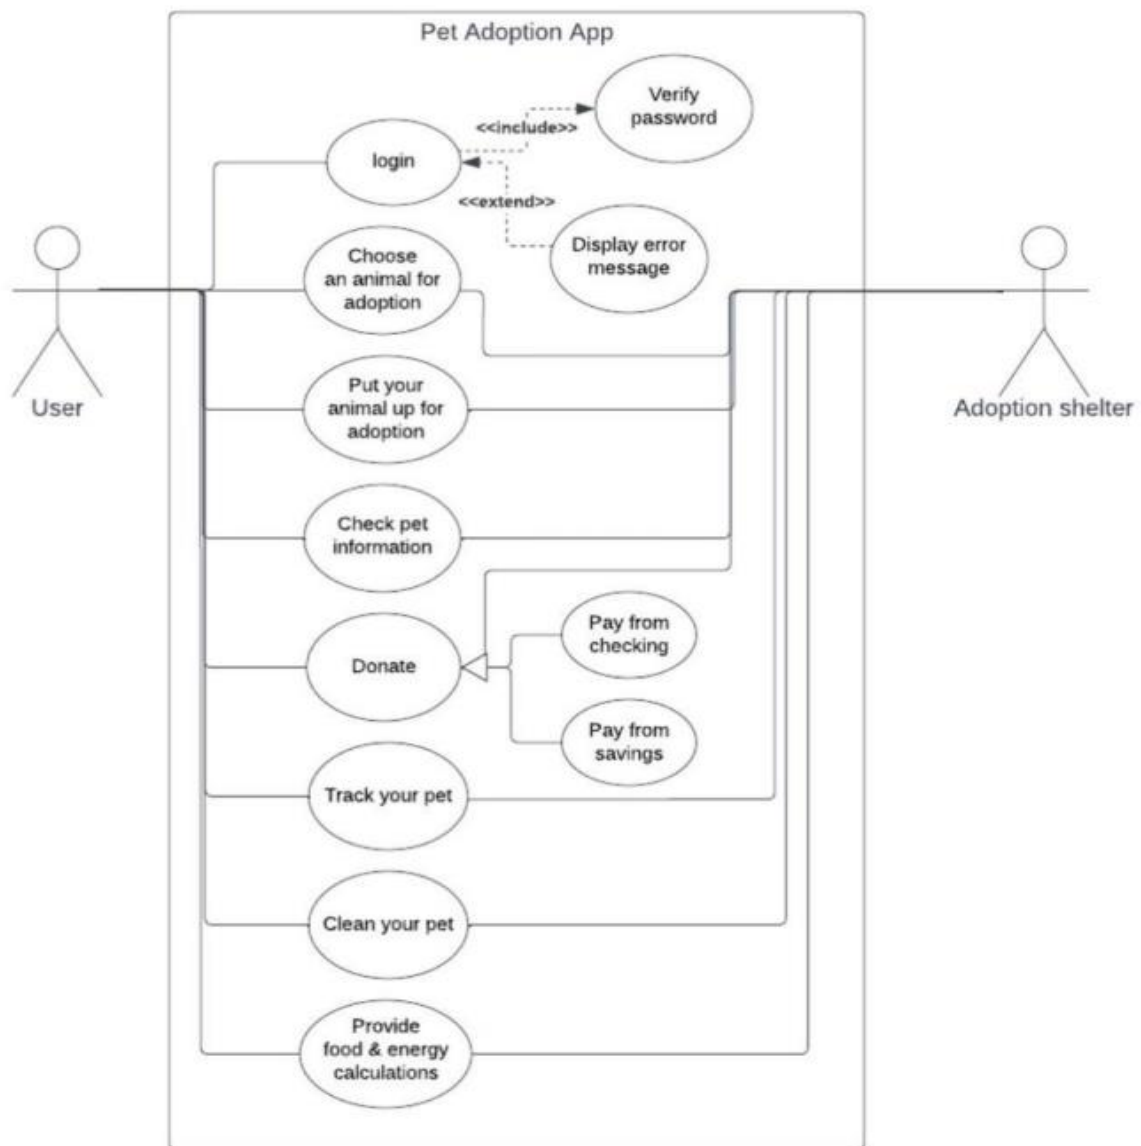 Pet Adoption App
Verify
password
<<include>>
login
<<extend>>
Display error
message
Choose
an animal for
adoption
Put your
animal up for
adoption
User
Adoption shelter
Check pet
information
Pay from
checking
Donate
Pay from
savings
Track your pet
Clean your pet
Provide
food & energy
calculations